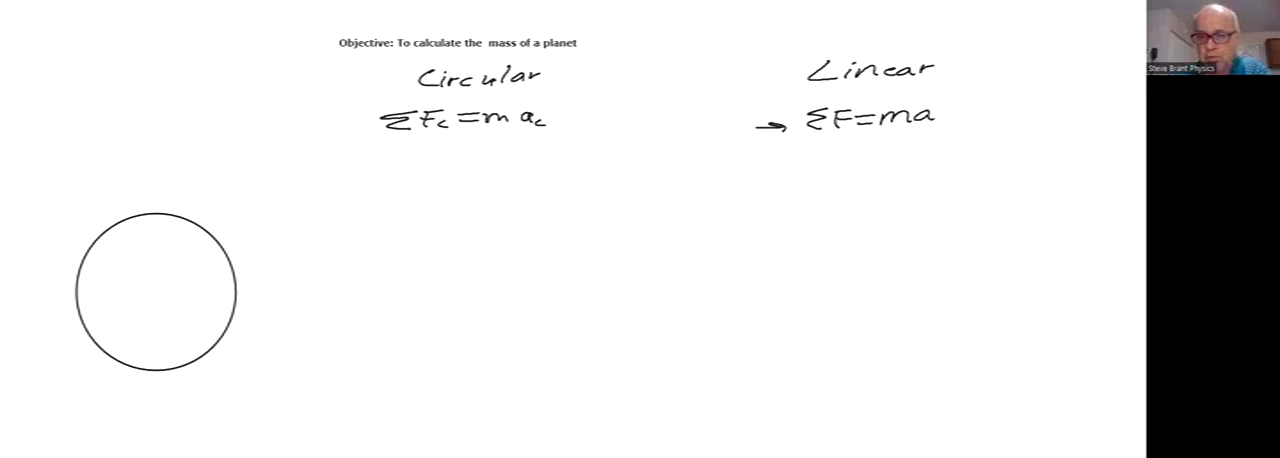 Objective: To calculate the mass of a planet
Circular
Linear
ΣFc = m ac
→ ΣF = ma
Steve Brant Physics